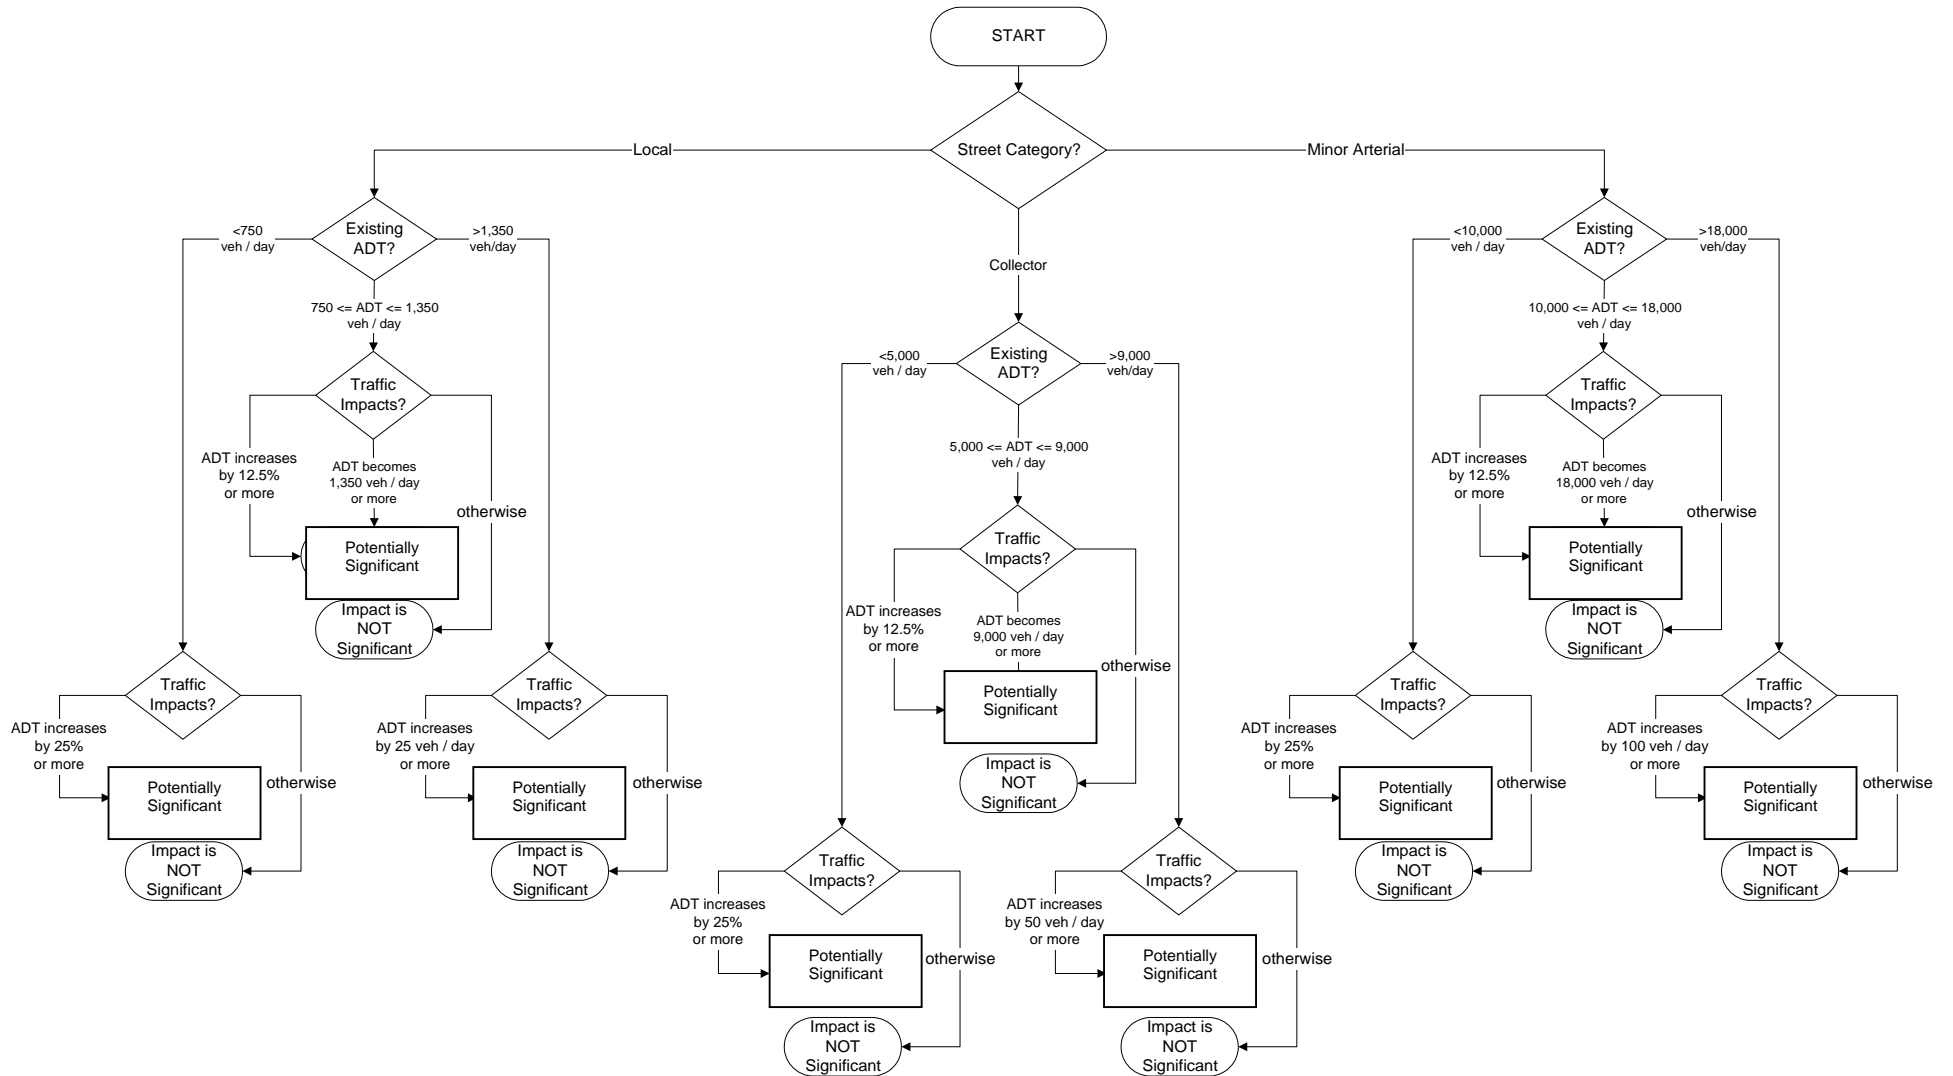 START
Street Category?
Local
Minor Arterial
Collector
Existing
ADT?
<750
veh / day
>1,350
veh/day
750 <= ADT <= 1,350
veh / day
Traffic
Impacts?
ADT increases
by 12.5%
or more
ADT becomes
1,350 veh / day
or more
otherwise
Potentially
Significant
Impact is
NOT
Significant
Traffic
Impacts?
ADT increases
by 25%
or more
otherwise
Potentially
Significant
Impact is
NOT
Significant
Traffic
Impacts?
ADT increases
by 25 veh / day
or more
otherwise
Potentially
Significant
Impact is
NOT
Significant
Existing
ADT?
<5,000
veh / day
>9,000
veh/day
5,000 <= ADT <= 9,000
veh / day
Traffic
Impacts?
ADT increases
by 12.5%
or more
ADT becomes
9,000 veh / day
or more
otherwise
Potentially
Significant
Impact is
NOT
Significant
Traffic
Impacts?
ADT increases
by 25%
or more
otherwise
Potentially
Significant
Impact is
NOT
Significant
Traffic
Impacts?
ADT increases
by 50 veh / day
or more
otherwise
Potentially
Significant
Impact is
NOT
Significant
Existing
ADT?
<10,000
veh / day
>18,000
veh/day
10,000 <= ADT <= 18,000
veh / day
Traffic
Impacts?
ADT increases
by 12.5%
or more
ADT becomes
18,000 veh / day
or more
otherwise
Potentially
Significant
Impact is
NOT
Significant
Traffic
Impacts?
ADT increases
by 25%
or more
otherwise
Potentially
Significant
Impact is
NOT
Significant
Traffic
Impacts?
ADT increases
by 100 veh / day
or more
otherwise
Potentially
Significant
Impact is
NOT
Significant